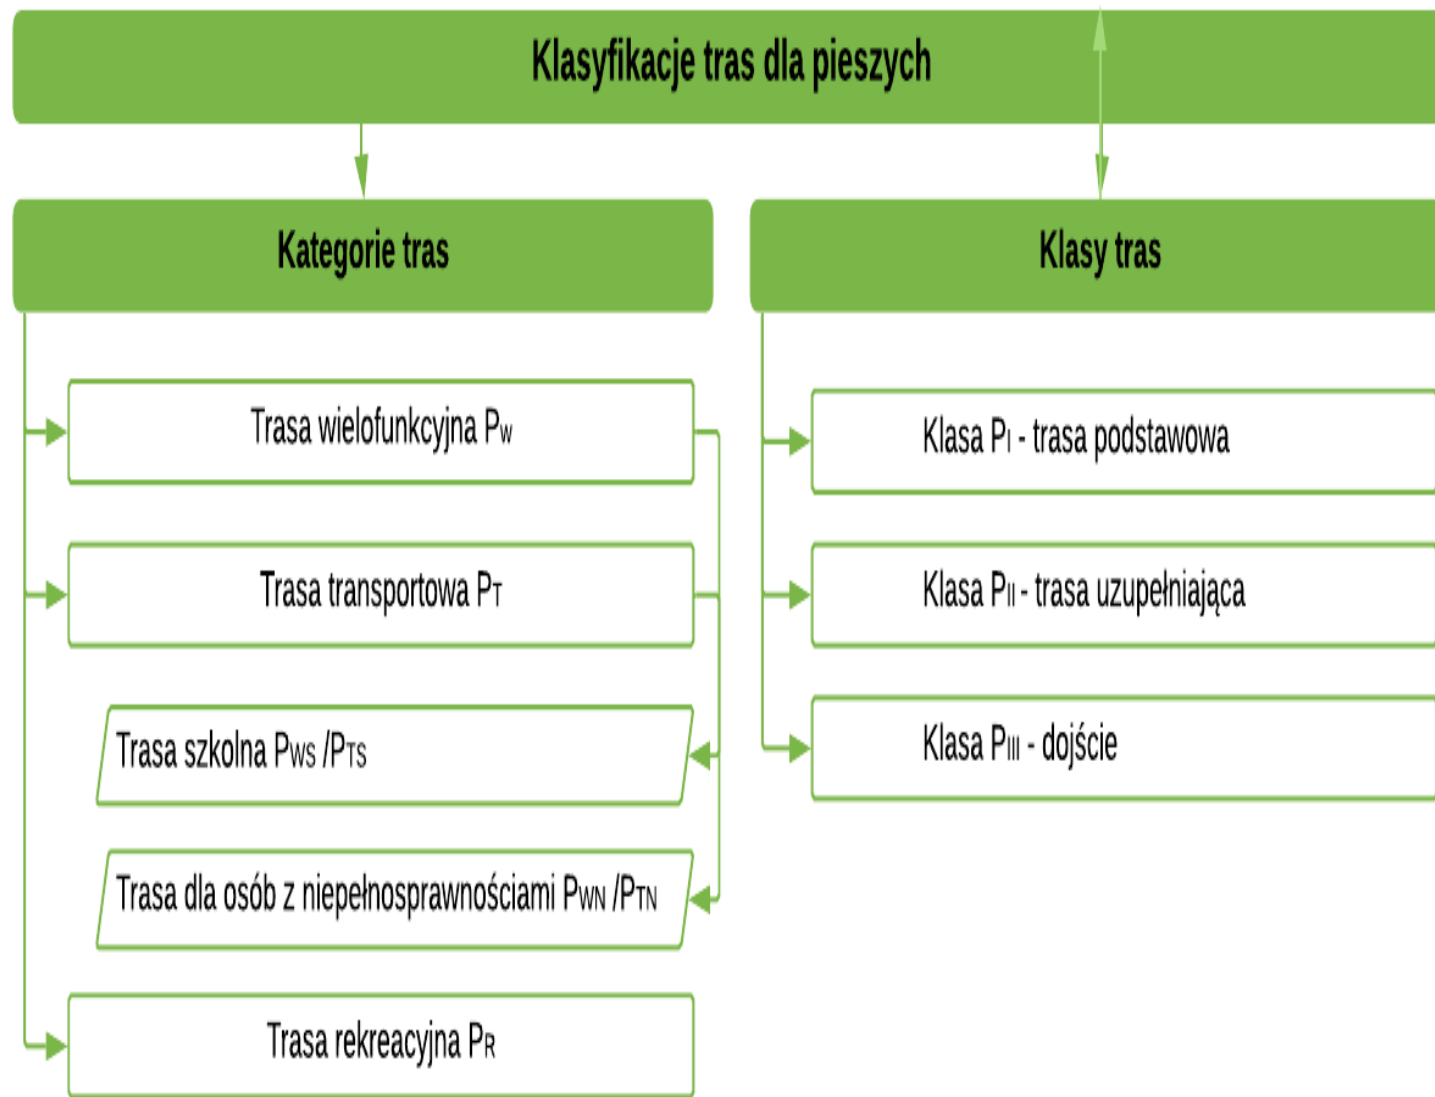 Klasyfikacje tras dla pieszych
Kategorie tras
Trasa wielofunkcyjna PW
Trasa transportowa PT
Trasa szkolna PWS /PTS
Trasa dla osób z niepełnosprawnościami PWN /PTN
Trasa rekreacyjna PR
Klasy tras
Klasa PI - trasa podstawowa
Klasa PII - trasa uzupełniająca
Klasa PIII - dojście